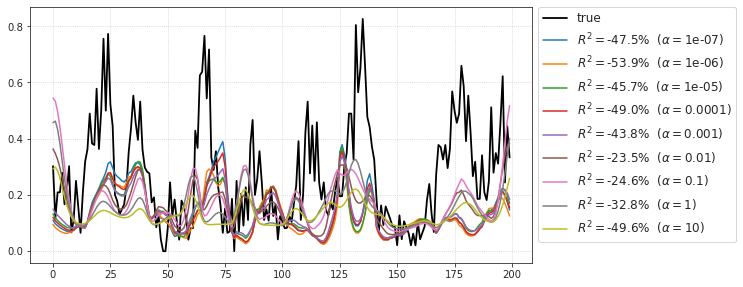 true
R² = -47.5% (α = 1e-07)
R² = -53.9% (α = 1e-06)
R² = -45.7% (α = 1e-05)
R² = -49.0% (α = 0.0001)
R² = -43.8% (α = 0.001)
R² = -23.5% (α = 0.01)
R² = -24.6% (α = 0.1)
R² = -32.8% (α = 1)
R² = -49.6% (α = 10)
0.8
0.6
0.4
0.2
0.0
0 25 50 75 100 125 150 175 200